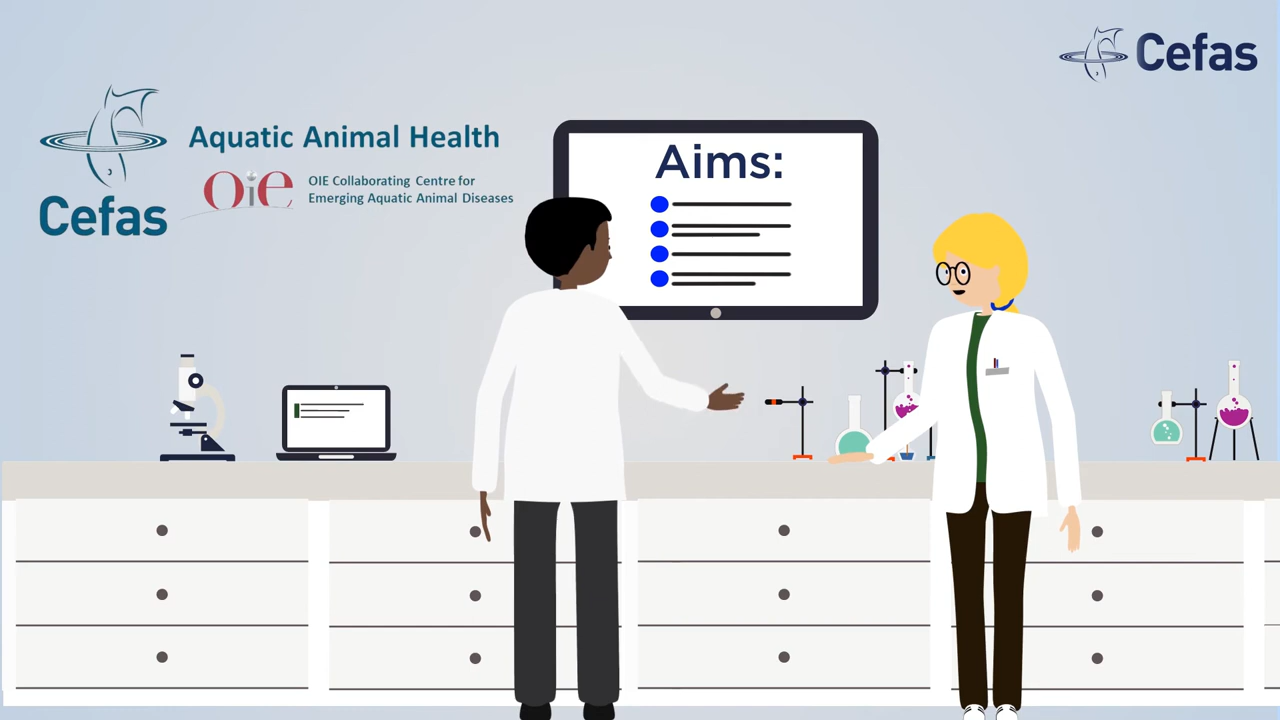 Cefas
Aquatic Animal Health
OIE
OIE Collaborating Centre for
Emerging Aquatic Animal Diseases
Cefas
Aims: